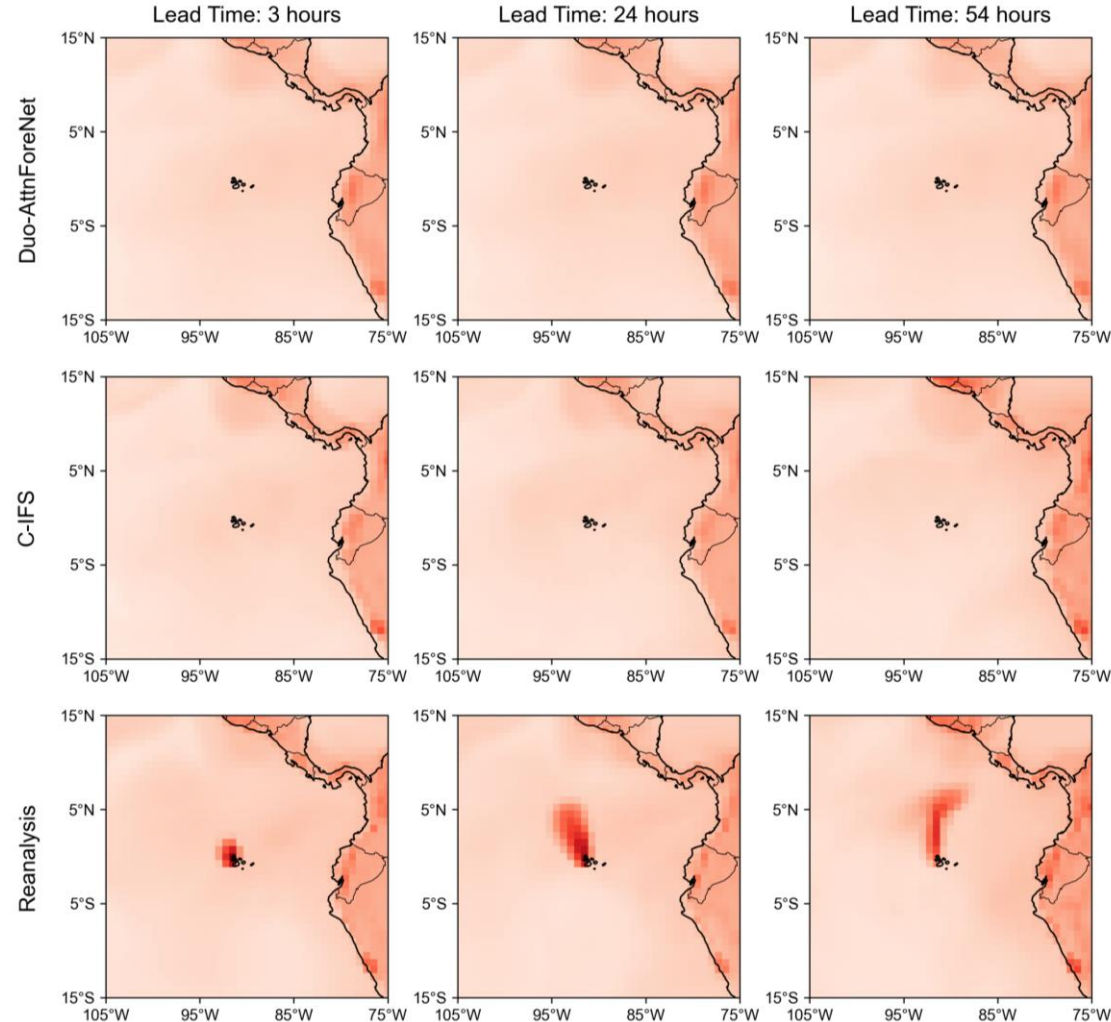 Lead Time: 3 hours Lead Time: 24 hours Lead Time: 54 hours
Duo-AttnForeNet
15°N 15°N 15°N
5°N 5°N 5°N
5°S 5°S 5°S
15°S 15°S 15°S
105°W 95°W 85°W 75°W 105°W 95°W 85°W 75°W 105°W 95°W 85°W 75°W
C-IFS
15°N 15°N 15°N
5°N 5°N 5°N
5°S 5°S 5°S
15°S 15°S 15°S
105°W 95°W 85°W 75°W 105°W 95°W 85°W 75°W 105°W 95°W 85°W 75°W
Reanalysis
15°N 15°N 15°N
5°N 5°N 5°N
5°S 5°S 5°S
15°S 15°S 15°S
105°W 95°W 85°W 75°W 105°W 95°W 85°W 75°W 105°W 95°W 85°W 75°W